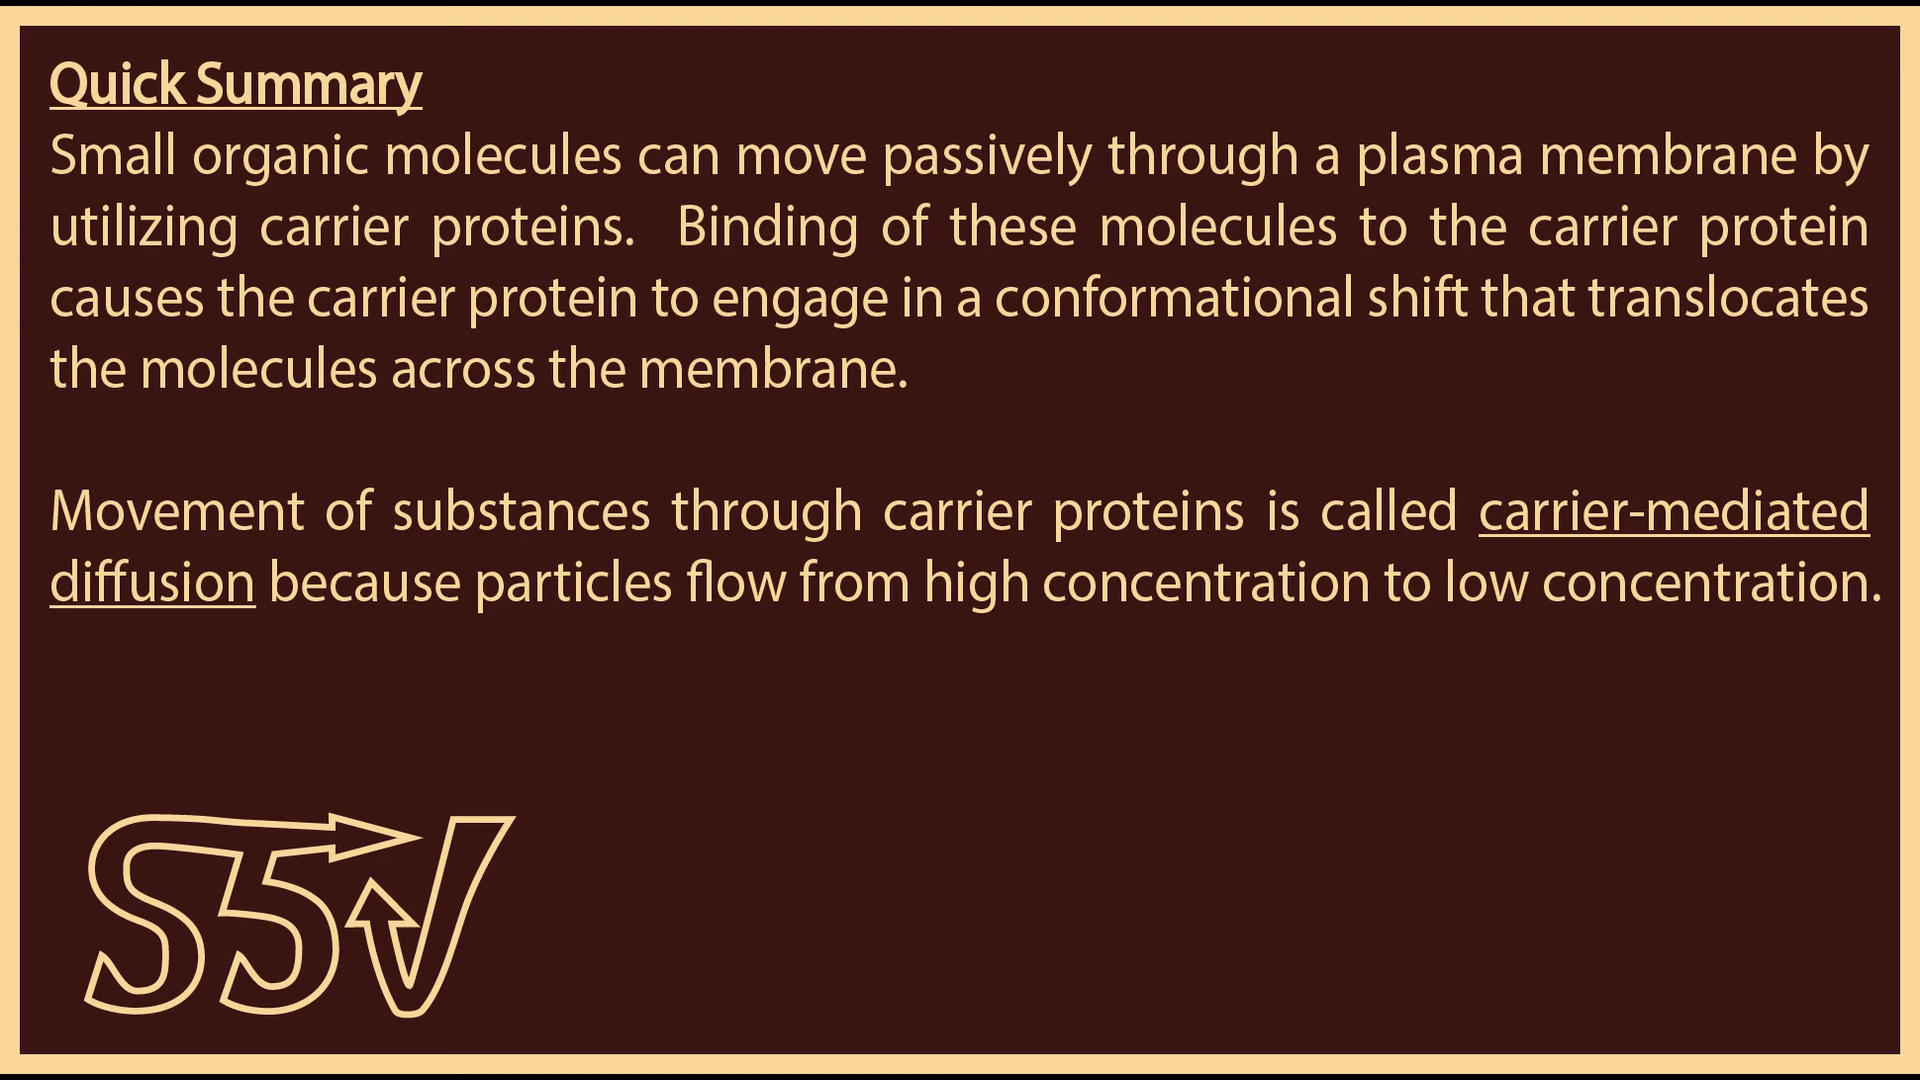 Quick Summary
Small organic molecules can move passively through a plasma membrane by
utilizing carrier proteins.  Binding of these molecules to the carrier protein
causes the carrier protein to engage in a conformational shift that translocates
the molecules across the membrane.
Movement of substances through carrier proteins is called carrier-mediated
diffusion because particles flow from high concentration to low concentration.
S5V